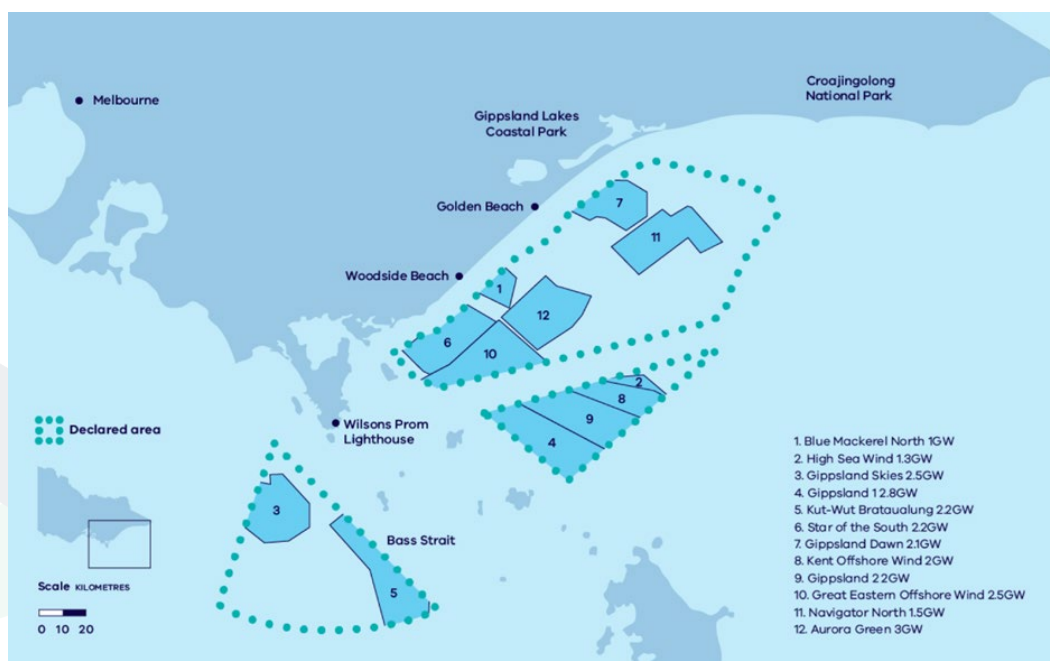 Melbourne
Croajingolong
National Park
Gippsland Lakes
Coastal Park
Golden Beach
7
11
Woodside Beach
1
12
6
10
2
8
9
4
Wilsons Prom
Lighthouse
Declared area
3
Bass Strait
5
Scale KILOMETRES
0 10 20
1. Blue Mackerel North 1GW
2. High Sea Wind 1.3GW
3. Gippsland Skies 2.5GW
4. Gippsland 1 2.8GW
5. Kut-Wut Brataualung 2.2GW
6. Star of the South 2.2GW
7. Gippsland Dawn 2.1GW
8. Kent Offshore Wind 2GW
9. Gippsland 2 2GW
10. Great Eastern Offshore Wind 2.5GW
11. Navigator North 1.5GW
12. Aurora Green 3GW